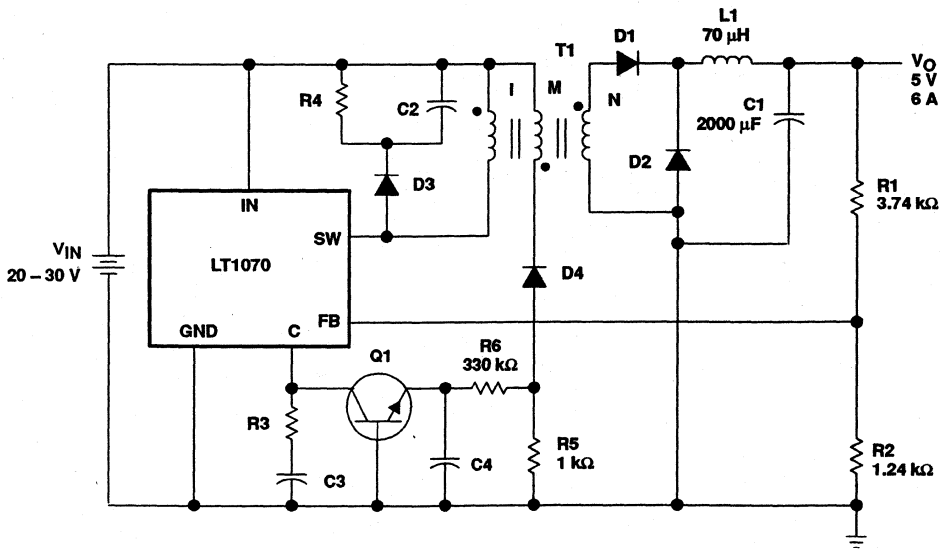 L1
70 μH
D1
T1
VO
5 V
6 A
R4
C2
I
M
N
C1
2000 μF
D2
D3
R1
3.74 kΩ
IN
SW
VIN
20 – 30 V
LT1070
D4
FB
GND
C
Q1
R6
330 kΩ
R3
C3
C4
R5
1 kΩ
R2
1.24 kΩ